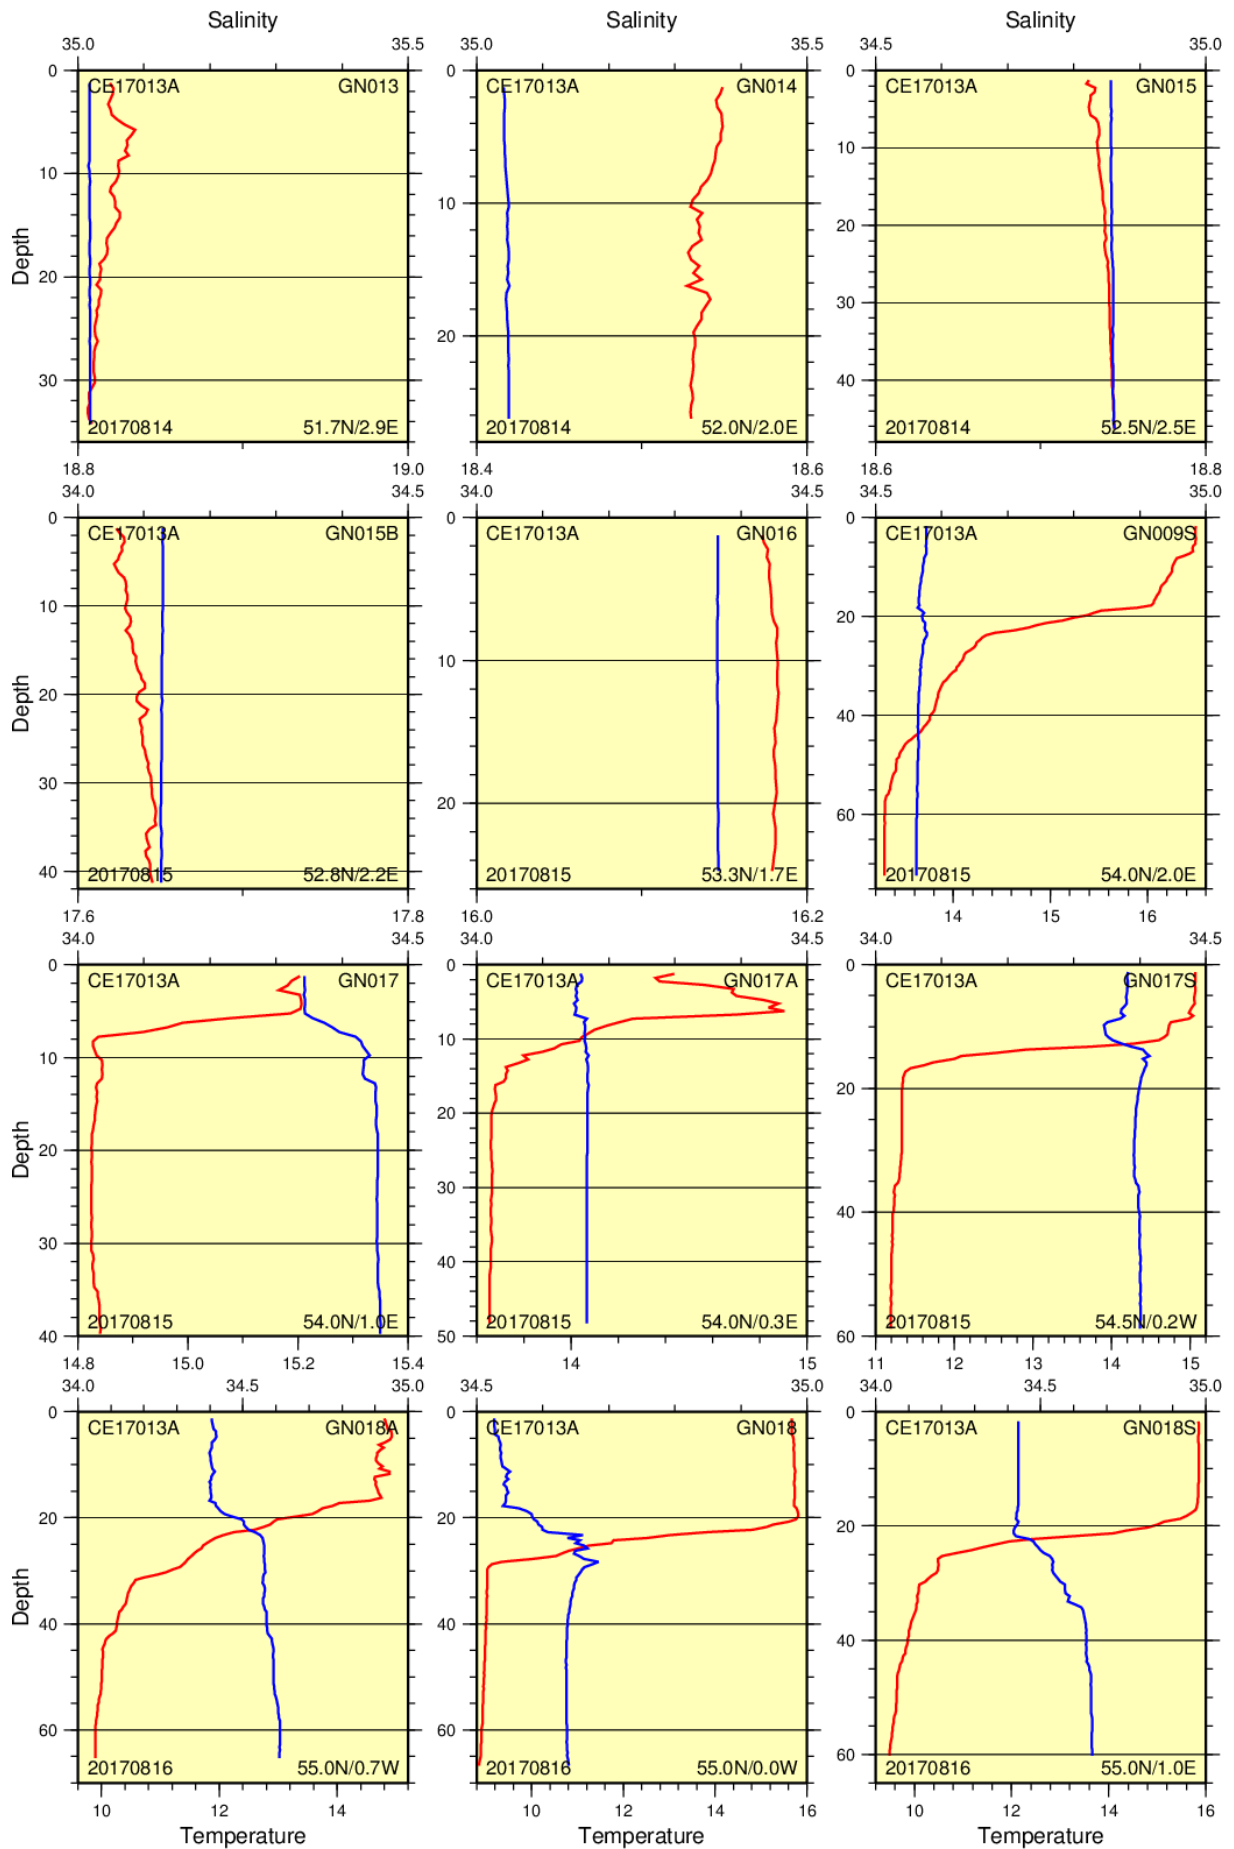 Salinity Salinity Salinity
35.0 35.5 35.0 35.5 34.5 35.0
0 0 0
CE17013A GN013 CE17013A GN014 CE17013A GN015
10 10 10
20 20 20
30 30
40
Depth
20170814 51.7N/2.9E 20170814 52.0N/2.0E 20170814 52.5N/2.5E
18.8 19.0 18.4 18.6 18.6 18.8
34.0 34.5 34.0 34.5 34.5 35.0
0 0 0
CE17013A GN015B CE17013A GN016 CE17013A GN009S
10 10 20
20 20 40
30 60
40
Depth
20170815 52.8N/2.2E 20170815 53.3N/1.7E 20170815 54.0N/2.0E
17.6 17.8 16.0 16.2 14 15 16
34.0 34.5 34.0 34.5 34.0 34.5
0 0 0
CE17013A GN017 CE17013A GN017A CE17013A GN017S
10 10 20
20 20 40
30 30 60
40 40
50
Depth
20170815 54.0N/1.0E 20170815 54.0N/0.3E 20170815 54.5N/0.2W
14.8 15.0 15.2 15.4 14 15 11 12 13 14 15
34.0 34.5 35.0 34.5 35.0 34.0 34.5 35.0
0 0 0
CE17013A GN018A CE17013A GN018 CE17013A GN018S
20 20 20
40 40 40
60 60 60
Depth
20170816 55.0N/0.7W 20170816 55.0N/0.0W 20170816 55.0N/1.0E
10 12 14 10 12 14 16 10 12 14 16
Temperature Temperature Temperature